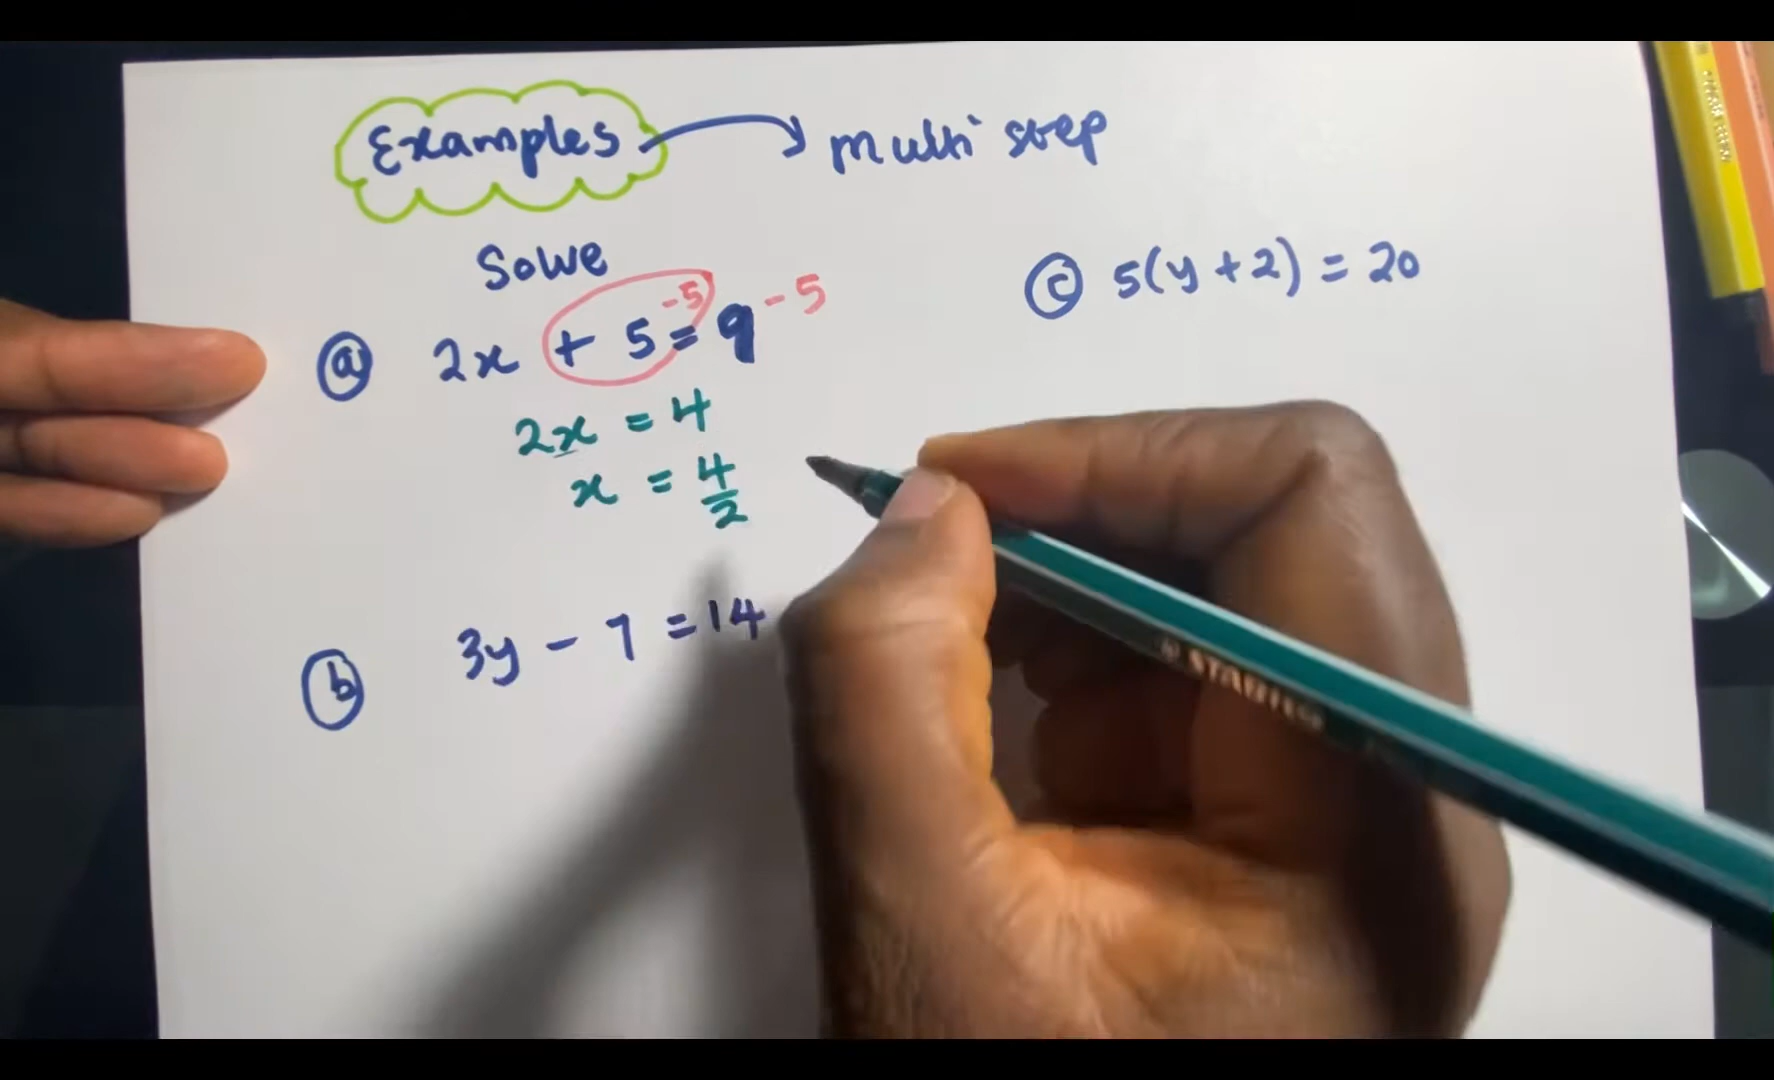 Examples → multi step
Solve
(a) 2x + 5 -5 = 9 - 5
2x = 4
x = 4/2
(b) 3y - 7 = 14
(c) 5(y + 2) = 20
STAEDTLER